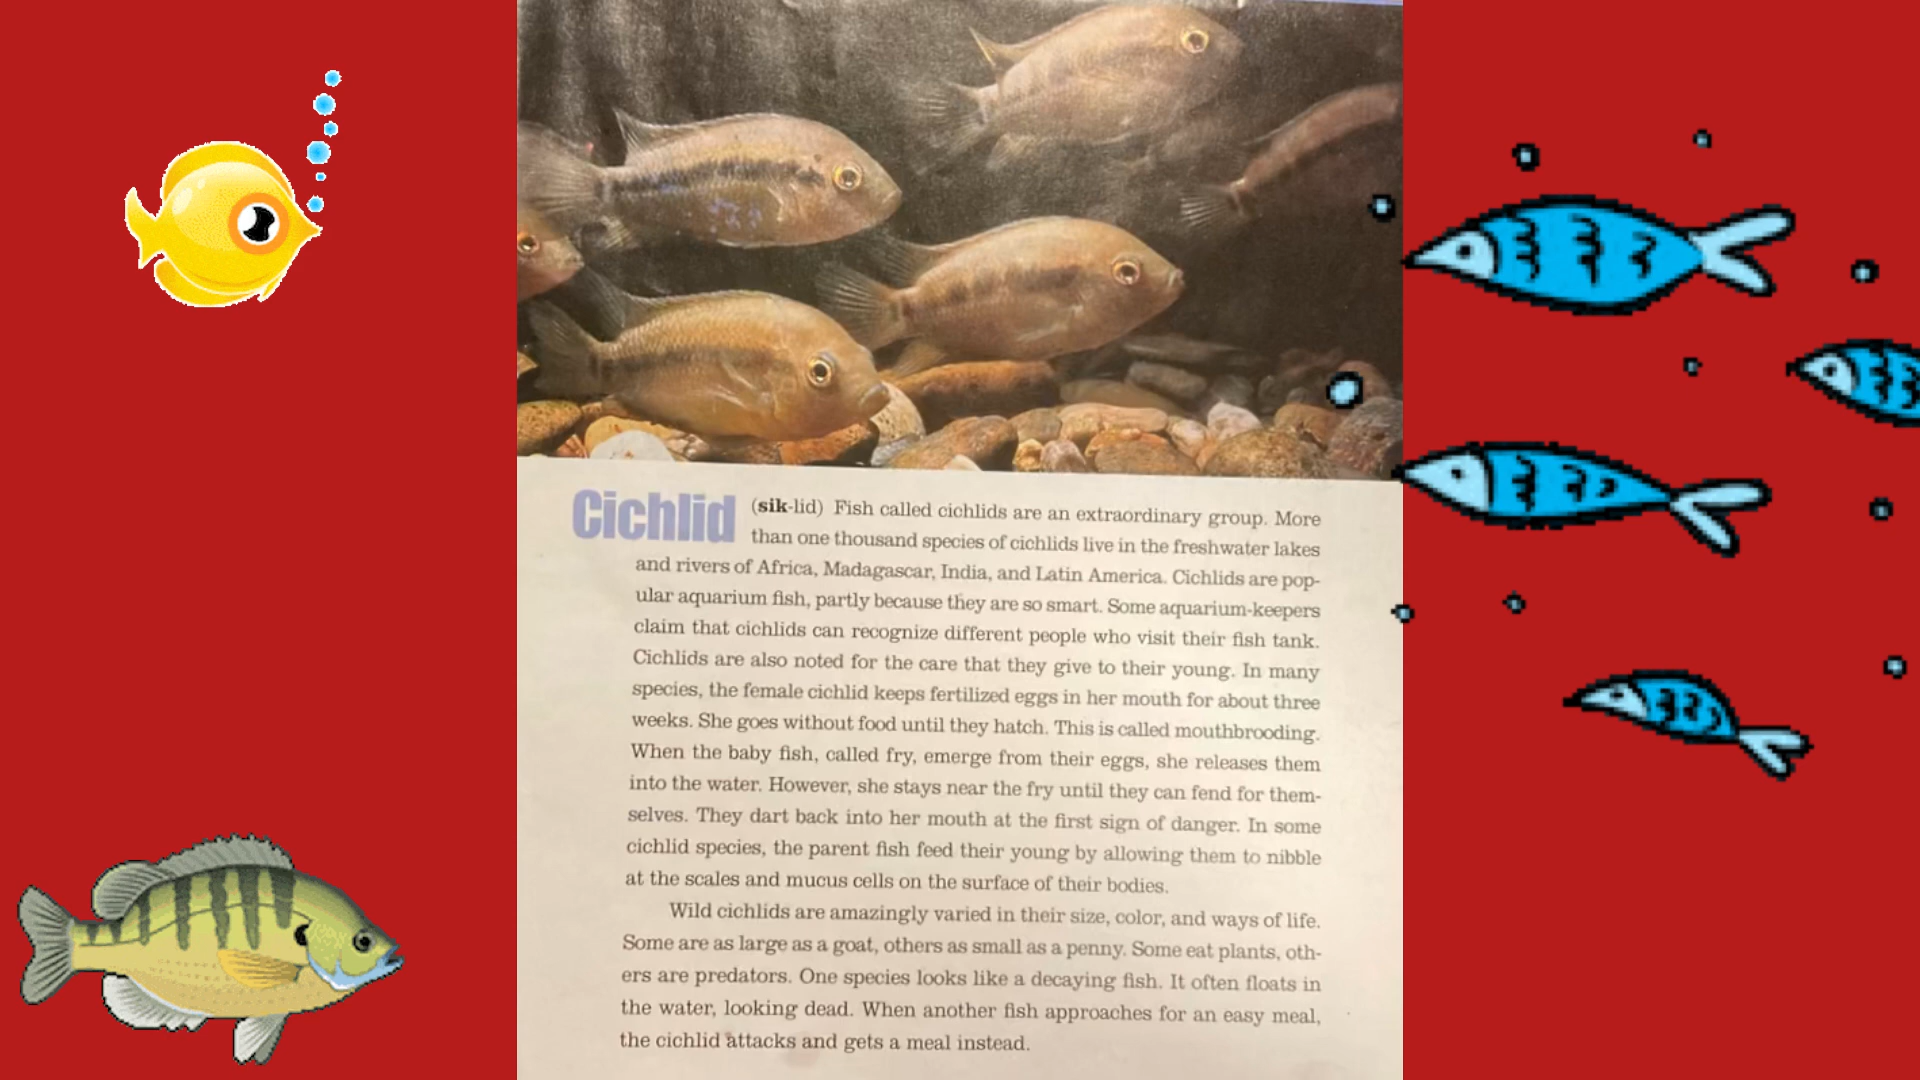 Cichlid (sik-lid) Fish called cichlids are an extraordinary group. More
than one thousand species of cichlids live in the freshwater lakes
and rivers of Africa, Madagascar, India, and Latin America. Cichlids are pop-
ular aquarium fish, partly because they are so smart. Some aquarium-keepers
claim that cichlids can recognize different people who visit their fish tank.
Cichlids are also noted for the care that they give to their young. In many
species, the female cichlid keeps fertilized eggs in her mouth for about three
weeks. She goes without food until they hatch. This is called mouthbrooding.
When the baby fish, called fry, emerge from their eggs, she releases them
into the water. However, she stays near the fry until they can fend for them-
selves. They dart back into her mouth at the first sign of danger. In some
cichlid species, the parent fish feed their young by allowing them to nibble
at the scales and mucus cells on the surface of their bodies.
Wild cichlids are amazingly varied in their size, color, and ways of life.
Some are as large as a goat, others as small as a penny. Some eat plants, oth-
ers are predators. One species looks like a decaying fish. It often floats in
the water, looking dead. When another fish approaches for an easy meal,
the cichlid attacks and gets a meal instead.